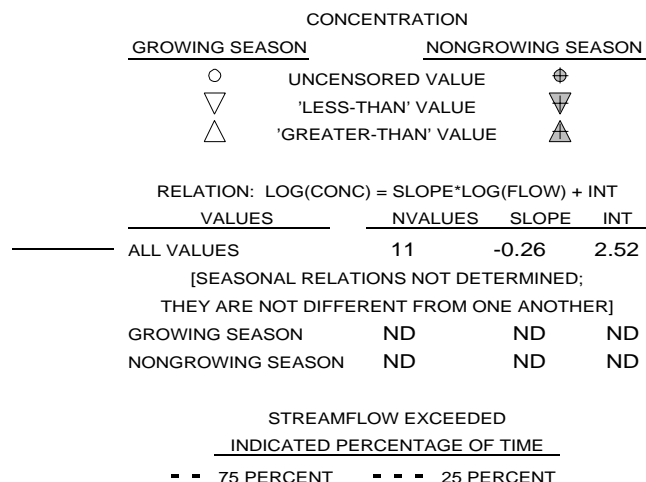 CONCENTRATION
GROWING SEASON NONGROWING SEASON
UNCENSORED VALUE
'LESS-THAN' VALUE
'GREATER-THAN' VALUE
RELATION: LOG(CONC) = SLOPE*LOG(FLOW) + INT
VALUES NVALUES SLOPE INT
ALL VALUES 11 -0.26 2.52
[SEASONAL RELATIONS NOT DETERMINED;
THEY ARE NOT DIFFERENT FROM ONE ANOTHER]
GROWING SEASON ND ND ND
NONGROWING SEASON ND ND ND
STREAMFLOW EXCEEDED
INDICATED PERCENTAGE OF TIME
75 PERCENT 25 PERCENT